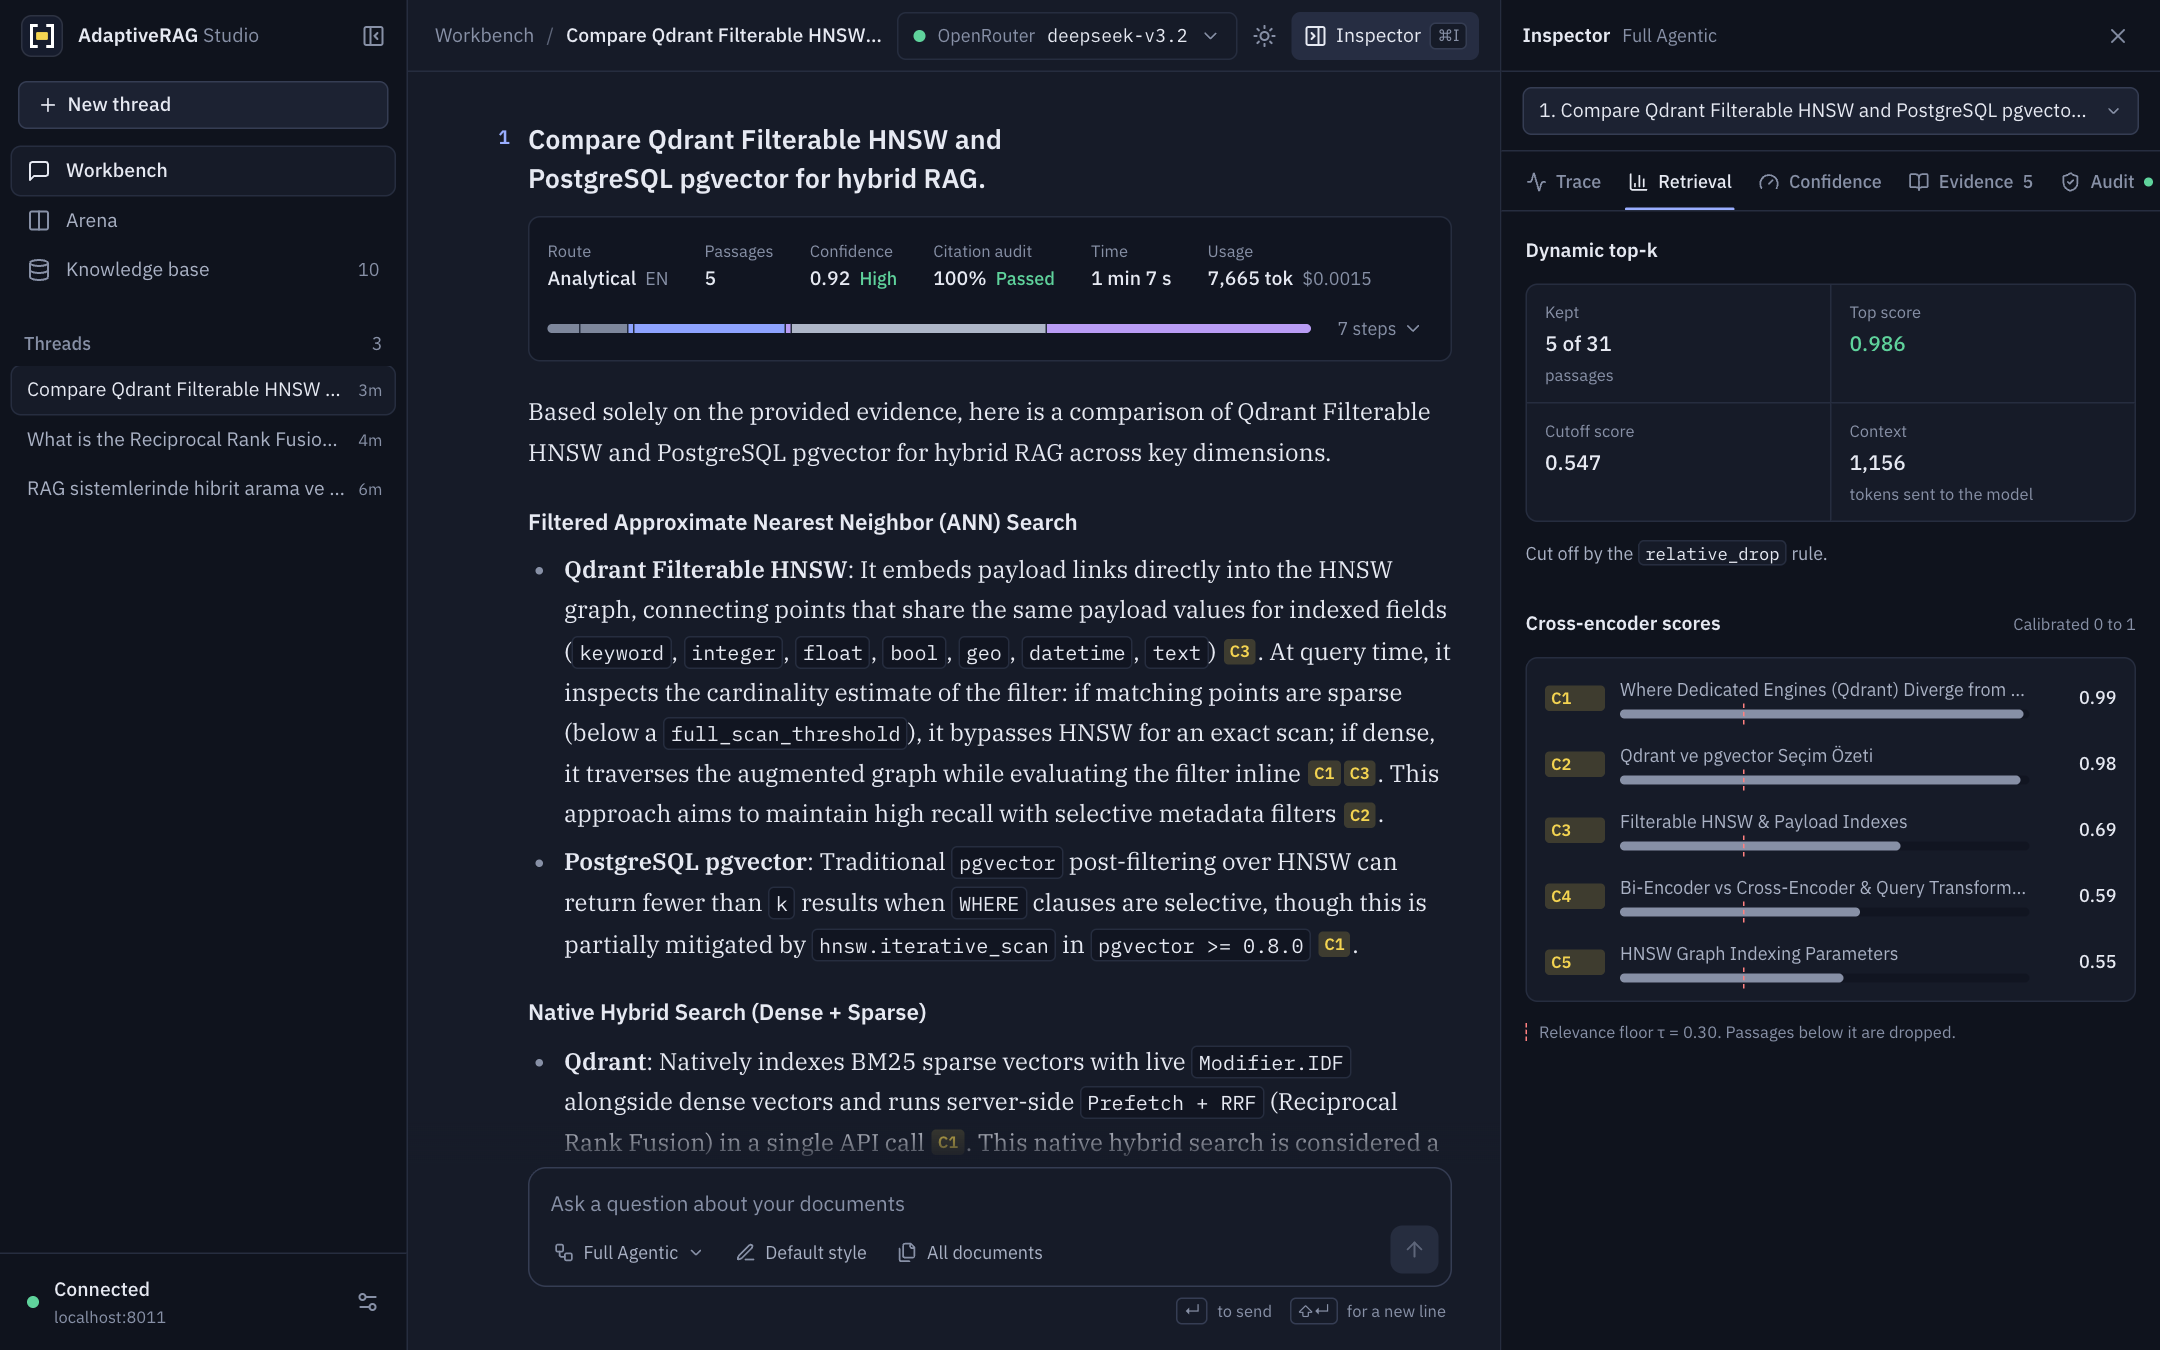 AdaptiveRAG Studio
New thread
Workbench
Arena
Knowledge base 10
Threads 3
Compare Qdrant Filterable HNSW ... 3m
What is the Reciprocal Rank Fusio... 4m
RAG sistemlerinde hibrit arama ve ... 6m
Connected
localhost:8011
Workbench / Compare Qdrant Filterable HNSW...
OpenRouter deepseek-v3.2
Inspector ⌘I
1 Compare Qdrant Filterable HNSW and
PostgreSQL pgvector for hybrid RAG.
Route Passages Confidence Citation audit Time Usage
Analytical EN 5 0.92 High 100% Passed 1 min 7 s 7,665 tok $0.0015
7 steps
Based solely on the provided evidence, here is a comparison of Qdrant Filterable
HNSW and PostgreSQL pgvector for hybrid RAG across key dimensions.
Filtered Approximate Nearest Neighbor (ANN) Search
• Qdrant Filterable HNSW: It embeds payload links directly into the HNSW
graph, connecting points that share the same payload values for indexed fields
(keyword, integer, float, bool, geo, datetime, text) C3. At query time, it
inspects the cardinality estimate of the filter: if matching points are sparse
(below a full_scan_threshold), it bypasses HNSW for an exact scan; if dense,
it traverses the augmented graph while evaluating the filter inline C1 C3. This
approach aims to maintain high recall with selective metadata filters C2.
• PostgreSQL pgvector: Traditional pgvector post-filtering over HNSW can
return fewer than k results when WHERE clauses are selective, though this is
partially mitigated by hnsw.iterative_scan in pgvector >= 0.8.0 C1.
Native Hybrid Search (Dense + Sparse)
• Qdrant: Natively indexes BM25 sparse vectors with live Modifier.IDF
alongside dense vectors and runs server-side Prefetch + RRF (Reciprocal
Rank Fusion) in a single API call C1. This native hybrid search is considered a
Ask a question about your documents
Full Agentic Default style All documents
↵ to send ⇧↵ for a new line
Inspector Full Agentic
1. Compare Qdrant Filterable HNSW and PostgreSQL pgvecto...
Trace Retrieval Confidence Evidence 5 Audit
Dynamic top-k
Kept
5 of 31
passages
Top score
0.986
Cutoff score
0.547
Context
1,156
tokens sent to the model
Cut off by the relative_drop rule.
Cross-encoder scores Calibrated 0 to 1
C1 Where Dedicated Engines (Qdrant) Diverge from ... 0.99
C2 Qdrant ve pgvector Seçim Özeti 0.98
C3 Filterable HNSW & Payload Indexes 0.69
C4 Bi-Encoder vs Cross-Encoder & Query Transform... 0.59
C5 HNSW Graph Indexing Parameters 0.55
Relevance floor τ = 0.30. Passages below it are dropped.